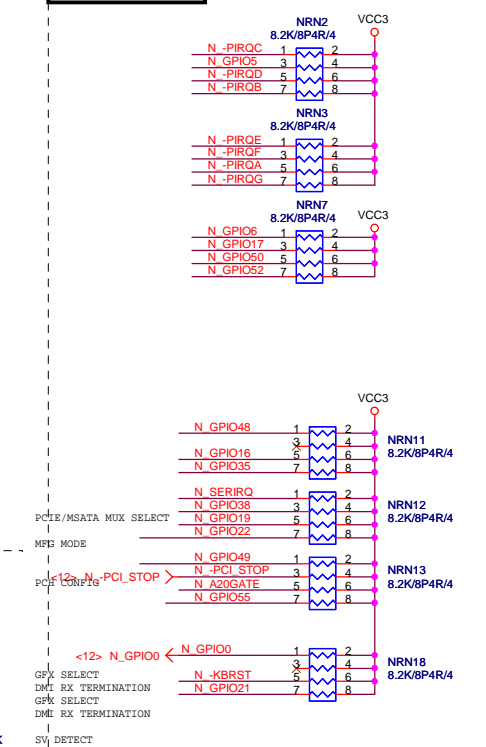 NRN2
VCC3
8.2K/8P4R/4
N_-PIRQC 1 2
N_GPIO5 3 4
N_-PIRQD 5 6
N_-PIRQB 7 8
NRN3
8.2K/8P4R/4
N_-PIRQE 1 2
N_-PIRQF 3 4
N_-PIRQA 5 6
N_-PIRQG 7 8
NRN7
VCC3
8.2K/8P4R/4
N_GPIO6 1 2
N_GPIO17 3 4
N_GPIO50 5 6
N_GPIO52 7 8
VCC3
N_GPIO48 1 2
3 4 NRN11
N_GPIO16 5 6 8.2K/8P4R/4
N_GPIO35 7 8
N_SERIRQ 1 2
N_GPIO38 3 4 NRN12
PCIE/MSATA MUX SELECT N_GPIO19 5 6 8.2K/8P4R/4
N_GPIO22 7 8
MFG MODE
N_GPIO49 1 2
<12> N_-PCI_STOP N_-PCI_STOP 3 4 NRN13
PCH CONFIG N_A20GATE 5 6 8.2K/8P4R/4
N_GPIO55 7 8
<12> N_GPIO0 N_GPIO0 1 2
3 4 NRN18
GFX SELECT N_-KBRST 5 6 8.2K/8P4R/4
DMI RX TERMINATION N_GPIO21 7 8
GFX SELECT
DMI RX TERMINATION
SV_DETECT